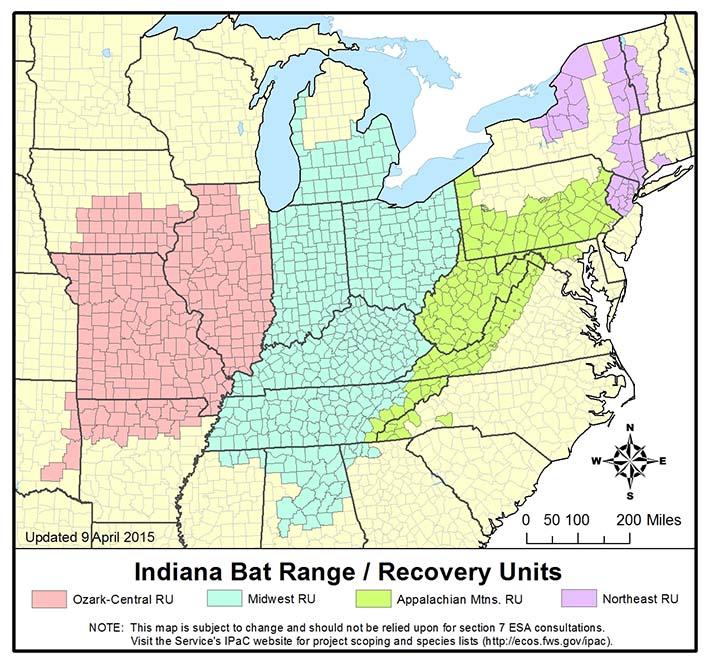 N
W E
S
0 50 100 200 Miles
Updated 9 April 2015
Indiana Bat Range / Recovery Units
Ozark-Central RU Midwest RU Appalachian Mtns. RU Northeast RU
NOTE: This map is subject to change and should not be relied upon for section 7 ESA consultations.
Visit the Service's IPaC website for project scoping and species lists (http://ecos.fws.gov/ipac).